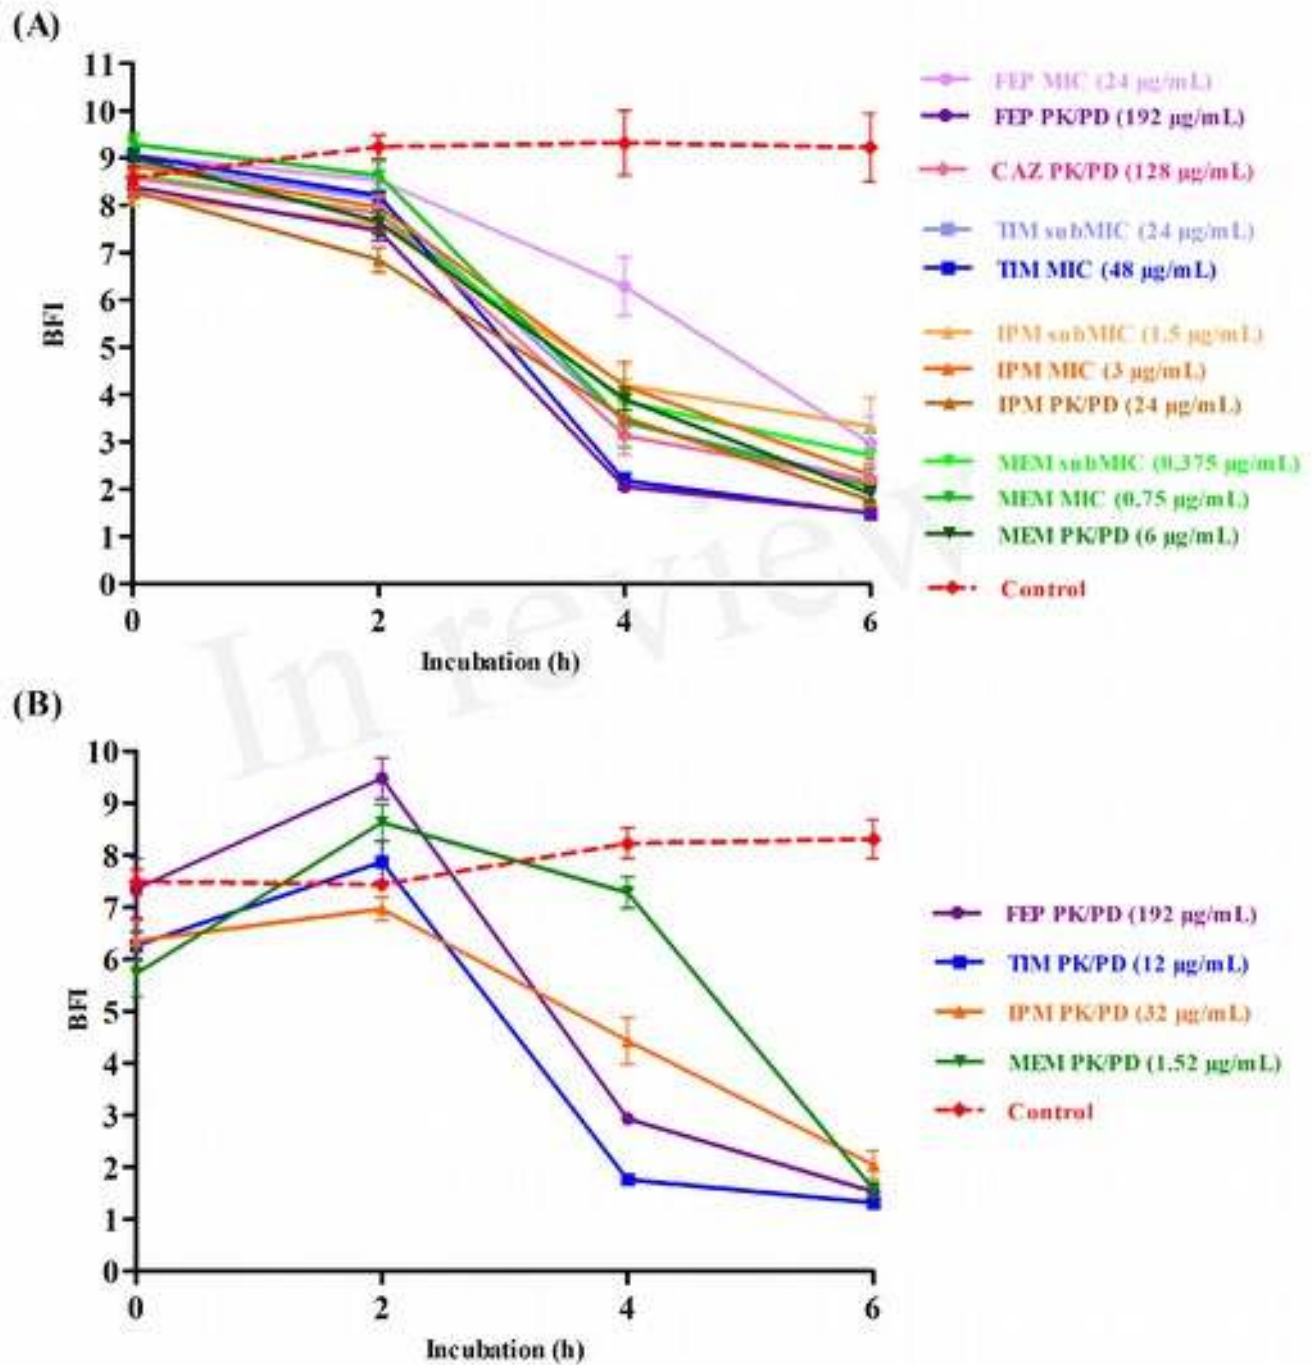 (A)
11
10
9
8
7
6
5
4
3
2
1
0
BFI
0 2 4 6
Incubation (h)
FEP MIC (24 µg/mL)
FEP PK/PD (192 µg/mL)
CAZ PK/PD (128 µg/mL)
TIM subMIC (24 µg/mL)
TIM MIC (48 µg/mL)
IPM subMIC (1.5 µg/mL)
IPM MIC (3 µg/mL)
IPM PK/PD (24 µg/mL)
MEM subMIC (0.375 µg/mL)
MEM MIC (0.75 µg/mL)
MEM PK/PD (6 µg/mL)
Control
In review
(B)
10
9
8
7
6
5
4
3
2
1
0
BFI
0 2 4 6
Incubation (h)
FEP PK/PD (192 µg/mL)
TIM PK/PD (12 µg/mL)
IPM PK/PD (32 µg/mL)
MEM PK/PD (1.52 µg/mL)
Control